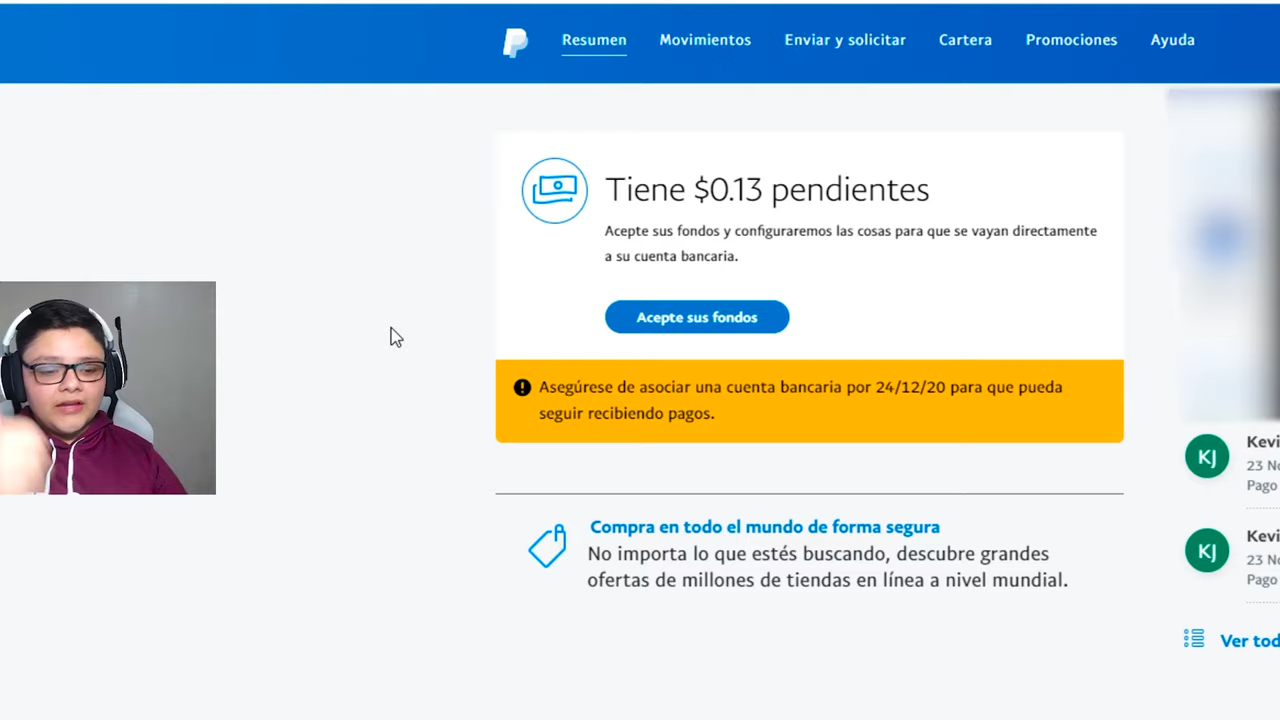 Resumen Movimientos Enviar y solicitar Cartera Promociones Ayuda
Tiene $0.13 pendientes
Acepte sus fondos y configuraremos las cosas para que se vayan directamente
a su cuenta bancaria.
Acepte sus fondos
Asegúrese de asociar una cuenta bancaria por 24/12/20 para que pueda
seguir recibiendo pagos.
Compra en todo el mundo de forma segura
No importa lo que estés buscando, descubre grandes
ofertas de millones de tiendas en línea a nivel mundial.
KJ Kevi
23 No
Pago
KJ Kevi
23 No
Pago
Ver tod